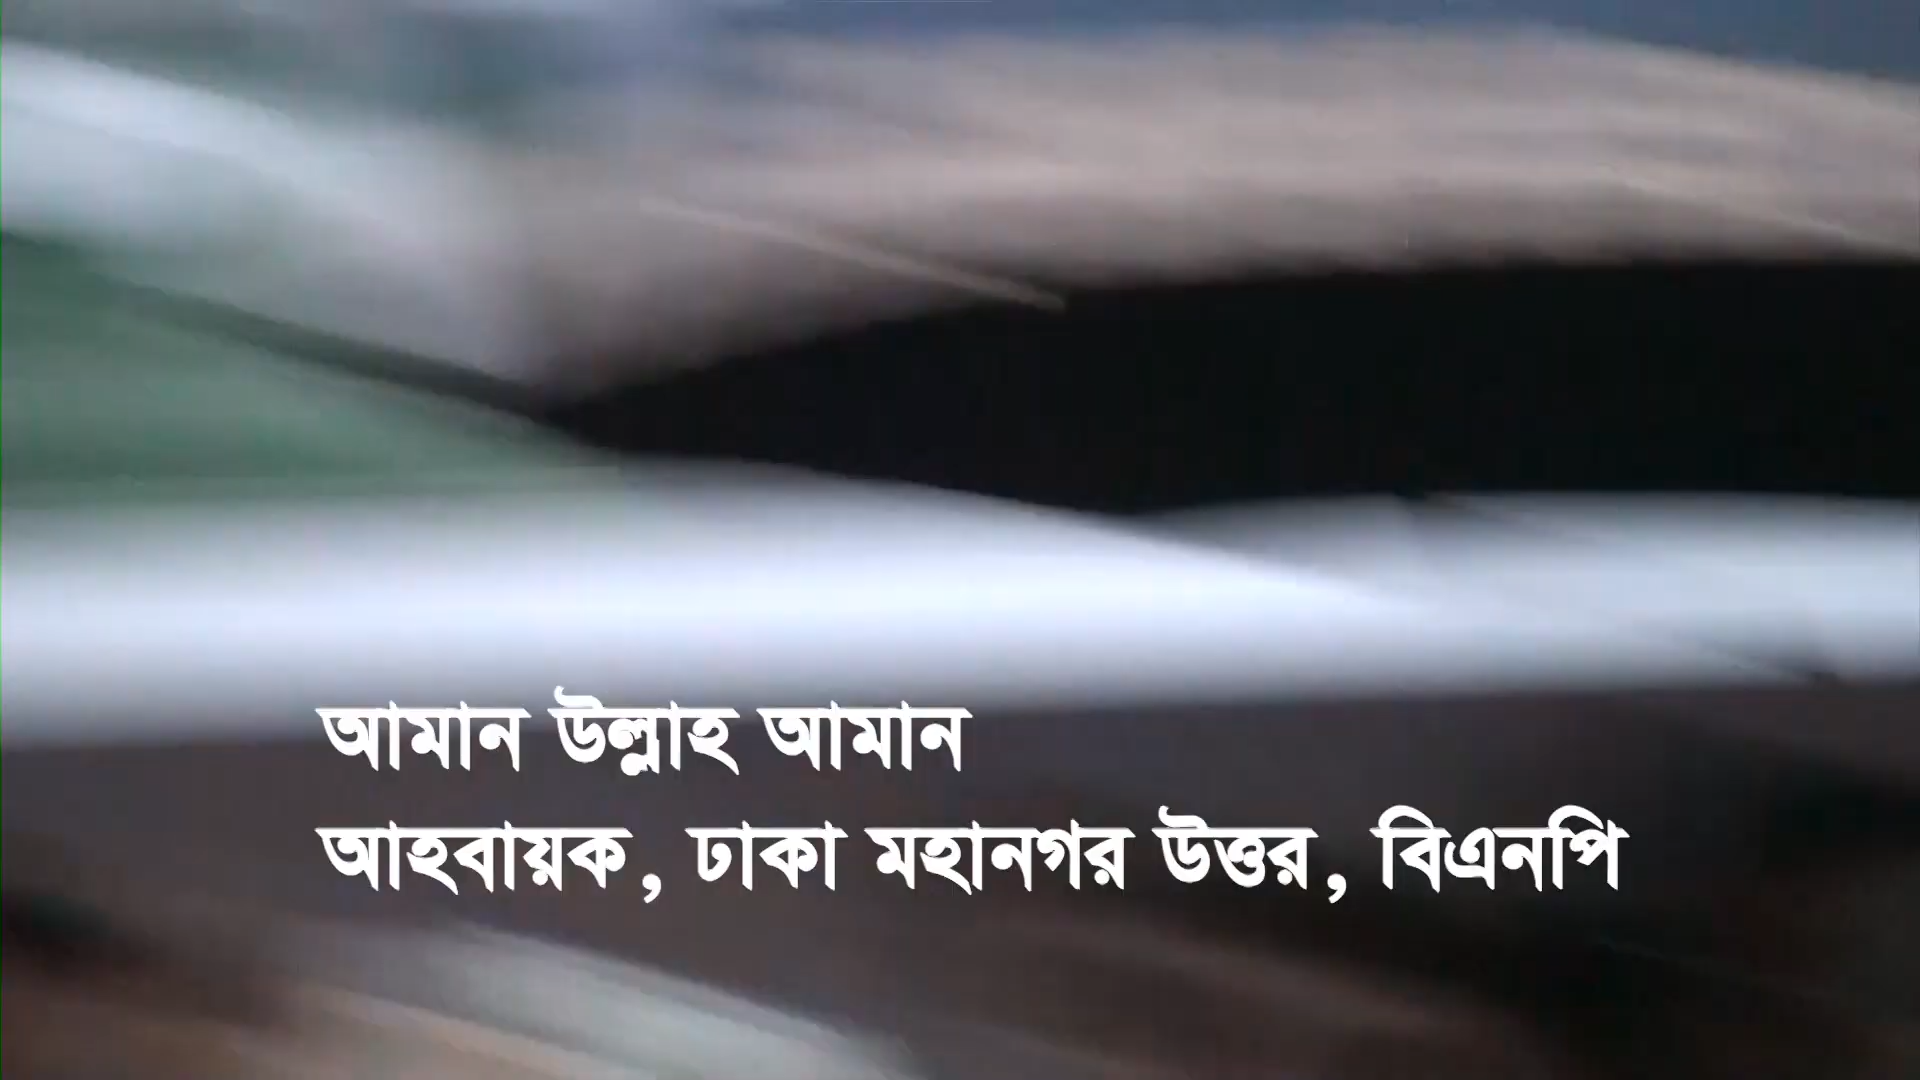 আমান উল্লাহ আমান
আহবায়ক, ঢাকা মহানগর উত্তর, বিএনপি